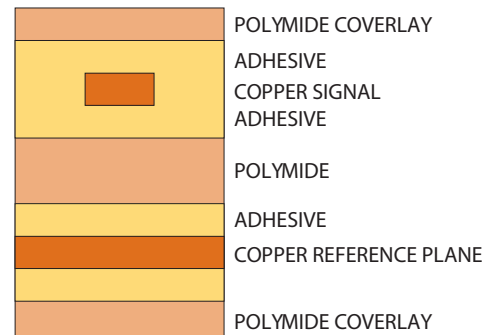 POLYMIDE COVERLAY
ADHESIVE
COPPER SIGNAL
ADHESIVE
POLYMIDE
ADHESIVE
COPPER REFERENCE PLANE
POLYMIDE COVERLAY